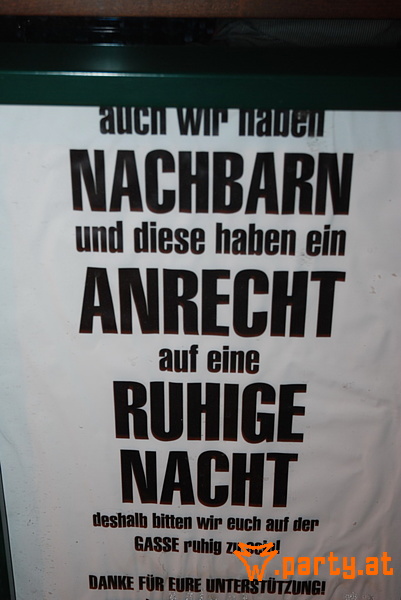 auch wir haben
NACHBARN
und diese haben ein
ANRECHT
auf eine
RUHIGE
NACHT
deshalb bitten wir euch auf der
GASSE ruhig zu sein!
party.at
DANKE FÜR EURE UNTERSTÜTZUNG!